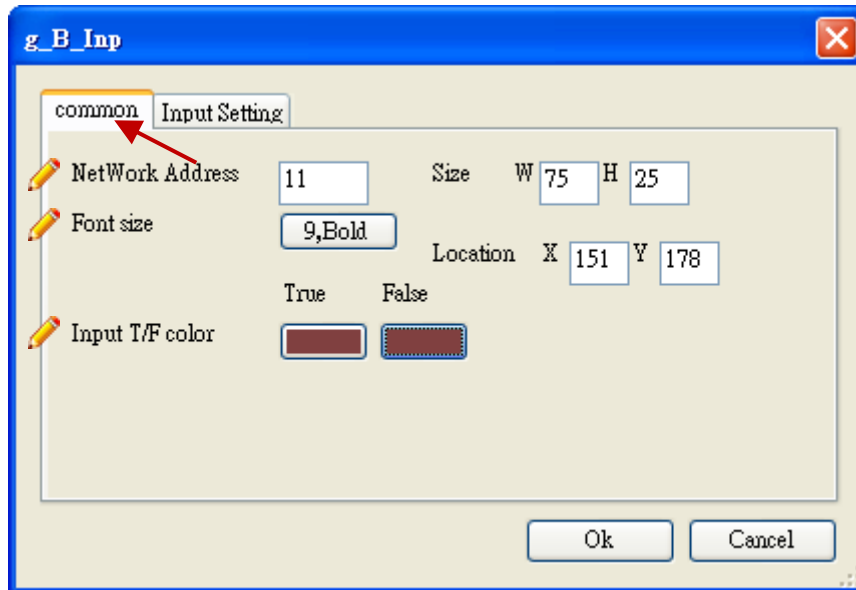 g_B_Inp
common Input Setting
NetWork Address 11 Size W 75 H 25
Font size 9,Bold
Location X 151 Y 178
True False
Input T/F color
Ok Cancel